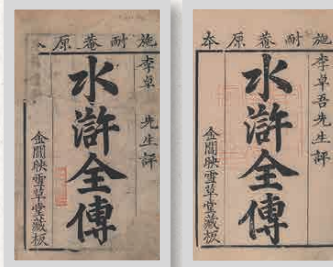 施耐菴原
李卓 先生評
水滸全傳
金閶映雪草堂藏板
施耐菴原本
李卓吾先生評
水滸全傳
金閶映雪草堂藏板